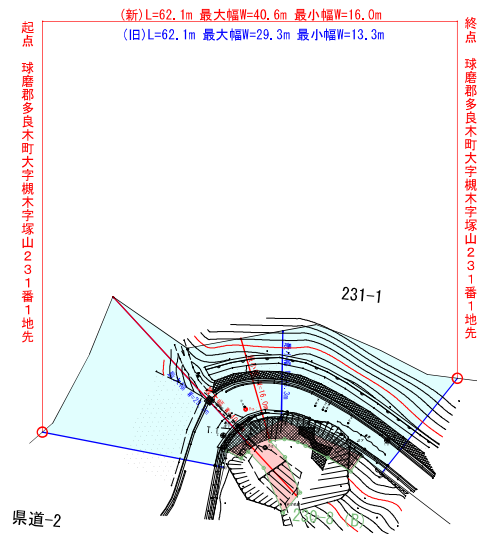 (新)L=62.1m 最大幅W=40.6m 最小幅W=16.0m
(旧)L=62.1m 最大幅W=29.3m 最小幅W=13.3m
起点 球磨郡多良木町大字槻木字塚山231番1地先
終点 球磨郡多良木町大字槻木字塚山231番1地先
231-1
T.
230-8 (B)
県道-2